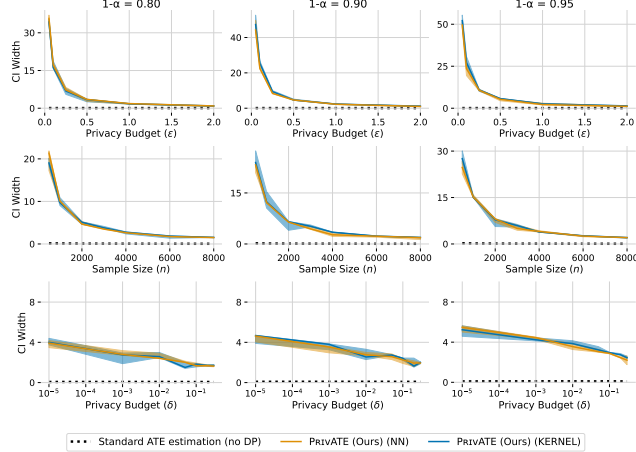 1-α = 0.80
1-α = 0.90
1-α = 0.95
CI Width
30
15
0
40
20
0
50
25
0
0.0 0.5 1.0 1.5 2.0
0.0 0.5 1.0 1.5 2.0
0.0 0.5 1.0 1.5 2.0
Privacy Budget (ε)
Privacy Budget (ε)
Privacy Budget (ε)
CI Width
20
10
0
15
0
30
15
0
2000 4000 6000 8000
2000 4000 6000 8000
2000 4000 6000 8000
Sample Size (n)
Sample Size (n)
Sample Size (n)
CI Width
8
4
0
8
4
0
8
4
0
10⁻⁵ 10⁻⁴ 10⁻³ 10⁻² 10⁻¹
10⁻⁵ 10⁻⁴ 10⁻³ 10⁻² 10⁻¹
10⁻⁵ 10⁻⁴ 10⁻³ 10⁻² 10⁻¹
Privacy Budget (δ)
Privacy Budget (δ)
Privacy Budget (δ)
Standard ATE estimation (no DP) PRIVATE (Ours) (NN) PRIVATE (Ours) (KERNEL)